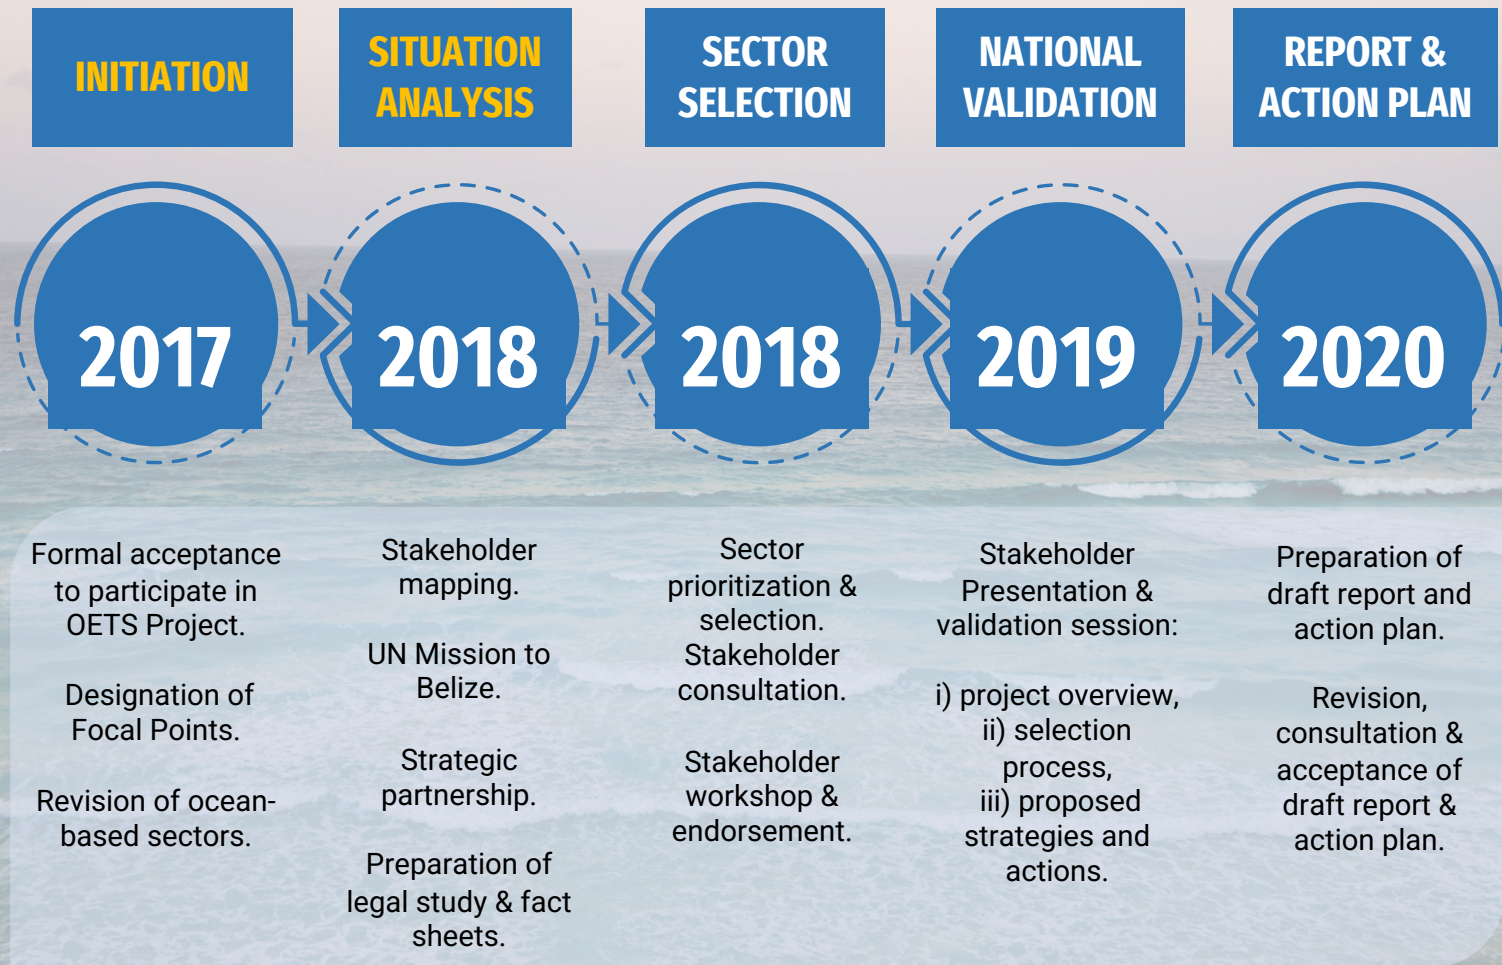 INITIATION
SITUATION
ANALYSIS
SECTOR
SELECTION
NATIONAL
VALIDATION
REPORT &
ACTION PLAN
2017
2018
2018
2019
2020
Formal acceptance
to participate in
OETS Project.
Designation of
Focal Points.
Revision of ocean-
based sectors.
Stakeholder
mapping.
UN Mission to
Belize.
Strategic
partnership.
Preparation of
legal study & fact
sheets.
Sector
prioritization &
selection.
Stakeholder
consultation.
Stakeholder
workshop &
endorsement.
Stakeholder
Presentation &
validation session:
i) project overview,
ii) selection
process,
iii) proposed
strategies and
actions.
Preparation of
draft report and
action plan.
Revision,
consultation &
acceptance of
draft report &
action plan.